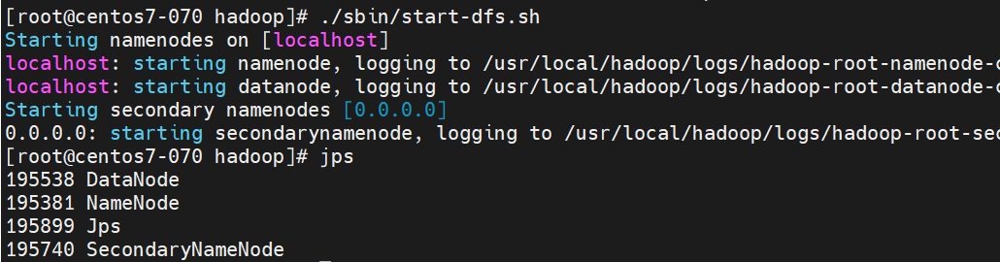 [root@centos7-070 hadoop]# ./sbin/start-dfs.sh
Starting namenodes on [localhost]
localhost: starting namenode, logging to /usr/local/hadoop/logs/hadoop-root-namenode-
localhost: starting datanode, logging to /usr/local/hadoop/logs/hadoop-root-datanode-
Starting secondary namenodes [0.0.0.0]
0.0.0.0: starting secondarynamenode, logging to /usr/local/hadoop/logs/hadoop-root-sec
[root@centos7-070 hadoop]# jps
195538 DataNode
195381 NameNode
195899 Jps
195740 SecondaryNameNode